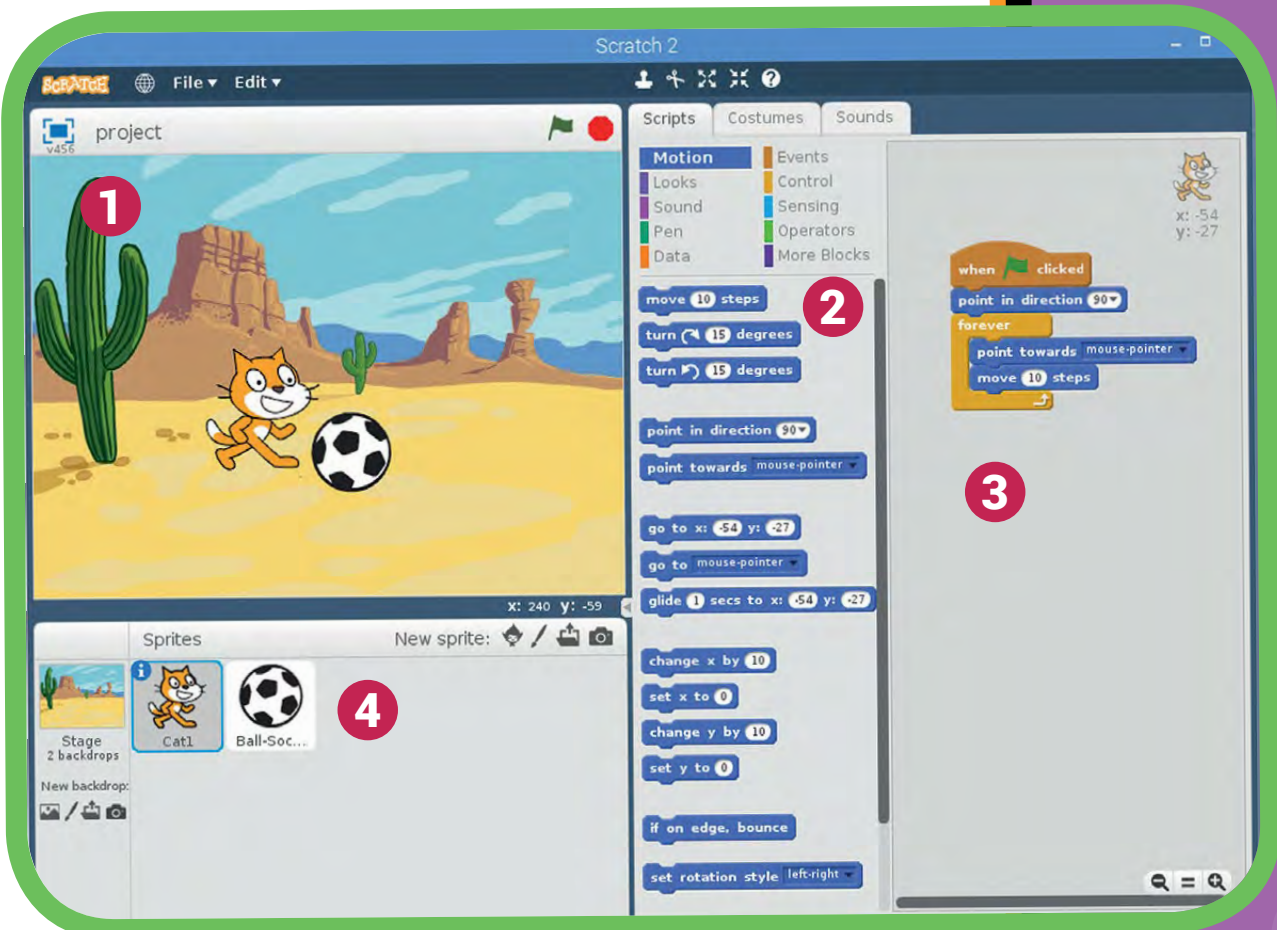 Scratch 2
SCRATCH File Edit
project
v456
1
x: 240 y: -59
Sprites New sprite:
Stage
2 backdrops
New backdrop:
Cat1
Ball-Soc...
4
Scripts Costumes Sounds
Motion Events
Looks Control
Sound Sensing
Pen Operators
Data More Blocks
2
move 10 steps
turn 15 degrees
turn 15 degrees
point in direction 90
point towards mouse-pointer
go to x: -54 y: -27
go to mouse-pointer
glide 1 secs to x: -54 y: -27
change x by 10
set x to 0
change y by 10
set y to 0
if on edge, bounce
set rotation style left-right
x: -54
y: -27
when clicked
point in direction 90
forever
point towards mouse-pointer
move 10 steps
3